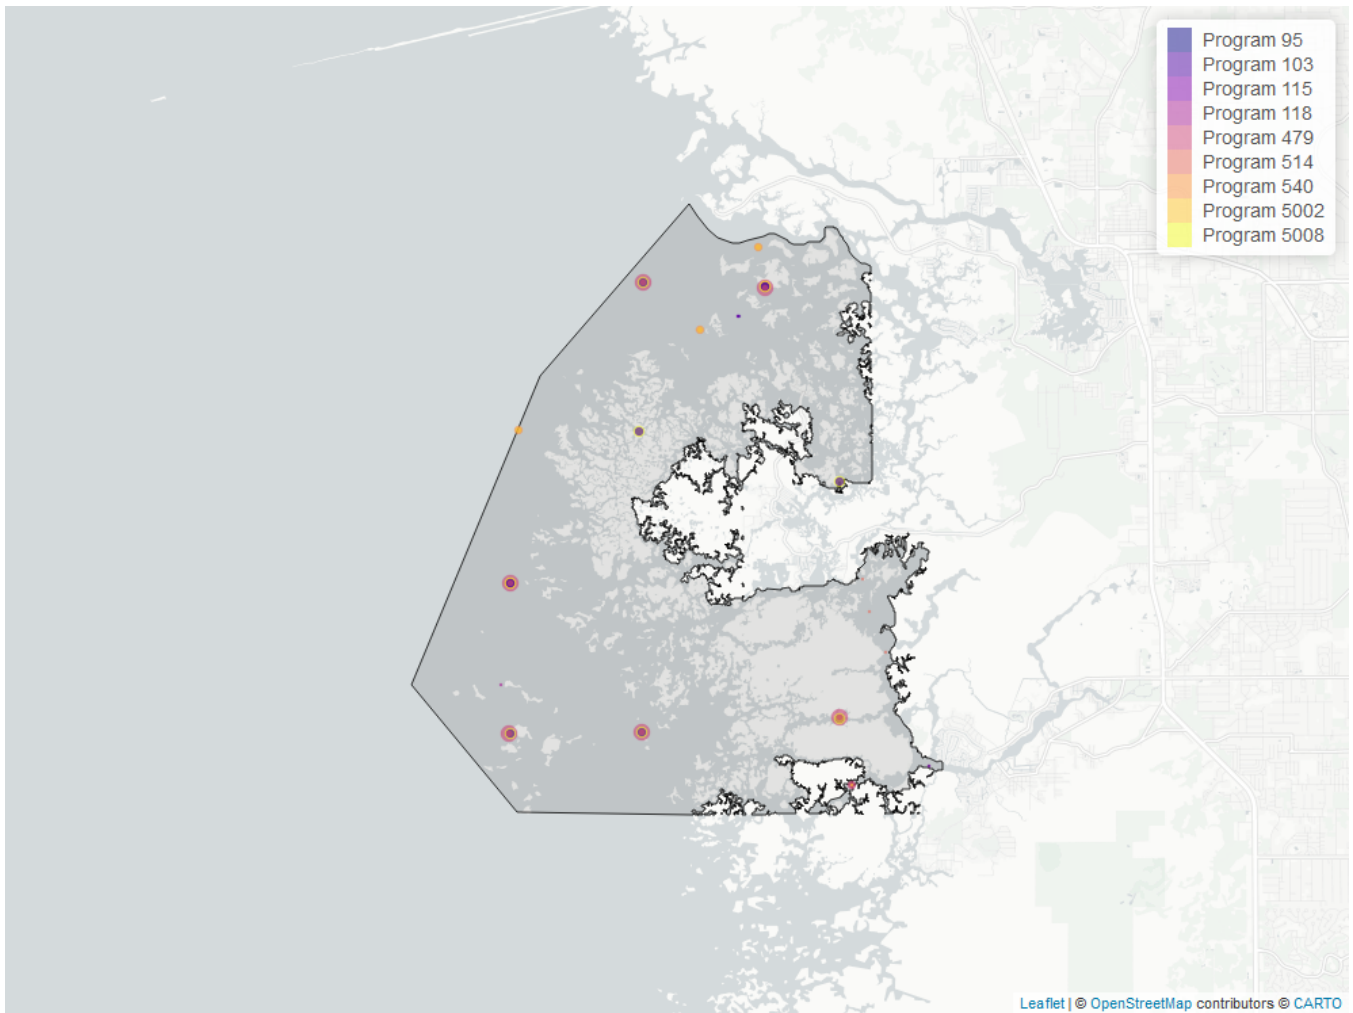 Program 95
Program 103
Program 115
Program 118
Program 479
Program 514
Program 540
Program 5002
Program 5008
Leaflet | © OpenStreetMap contributors © CARTO